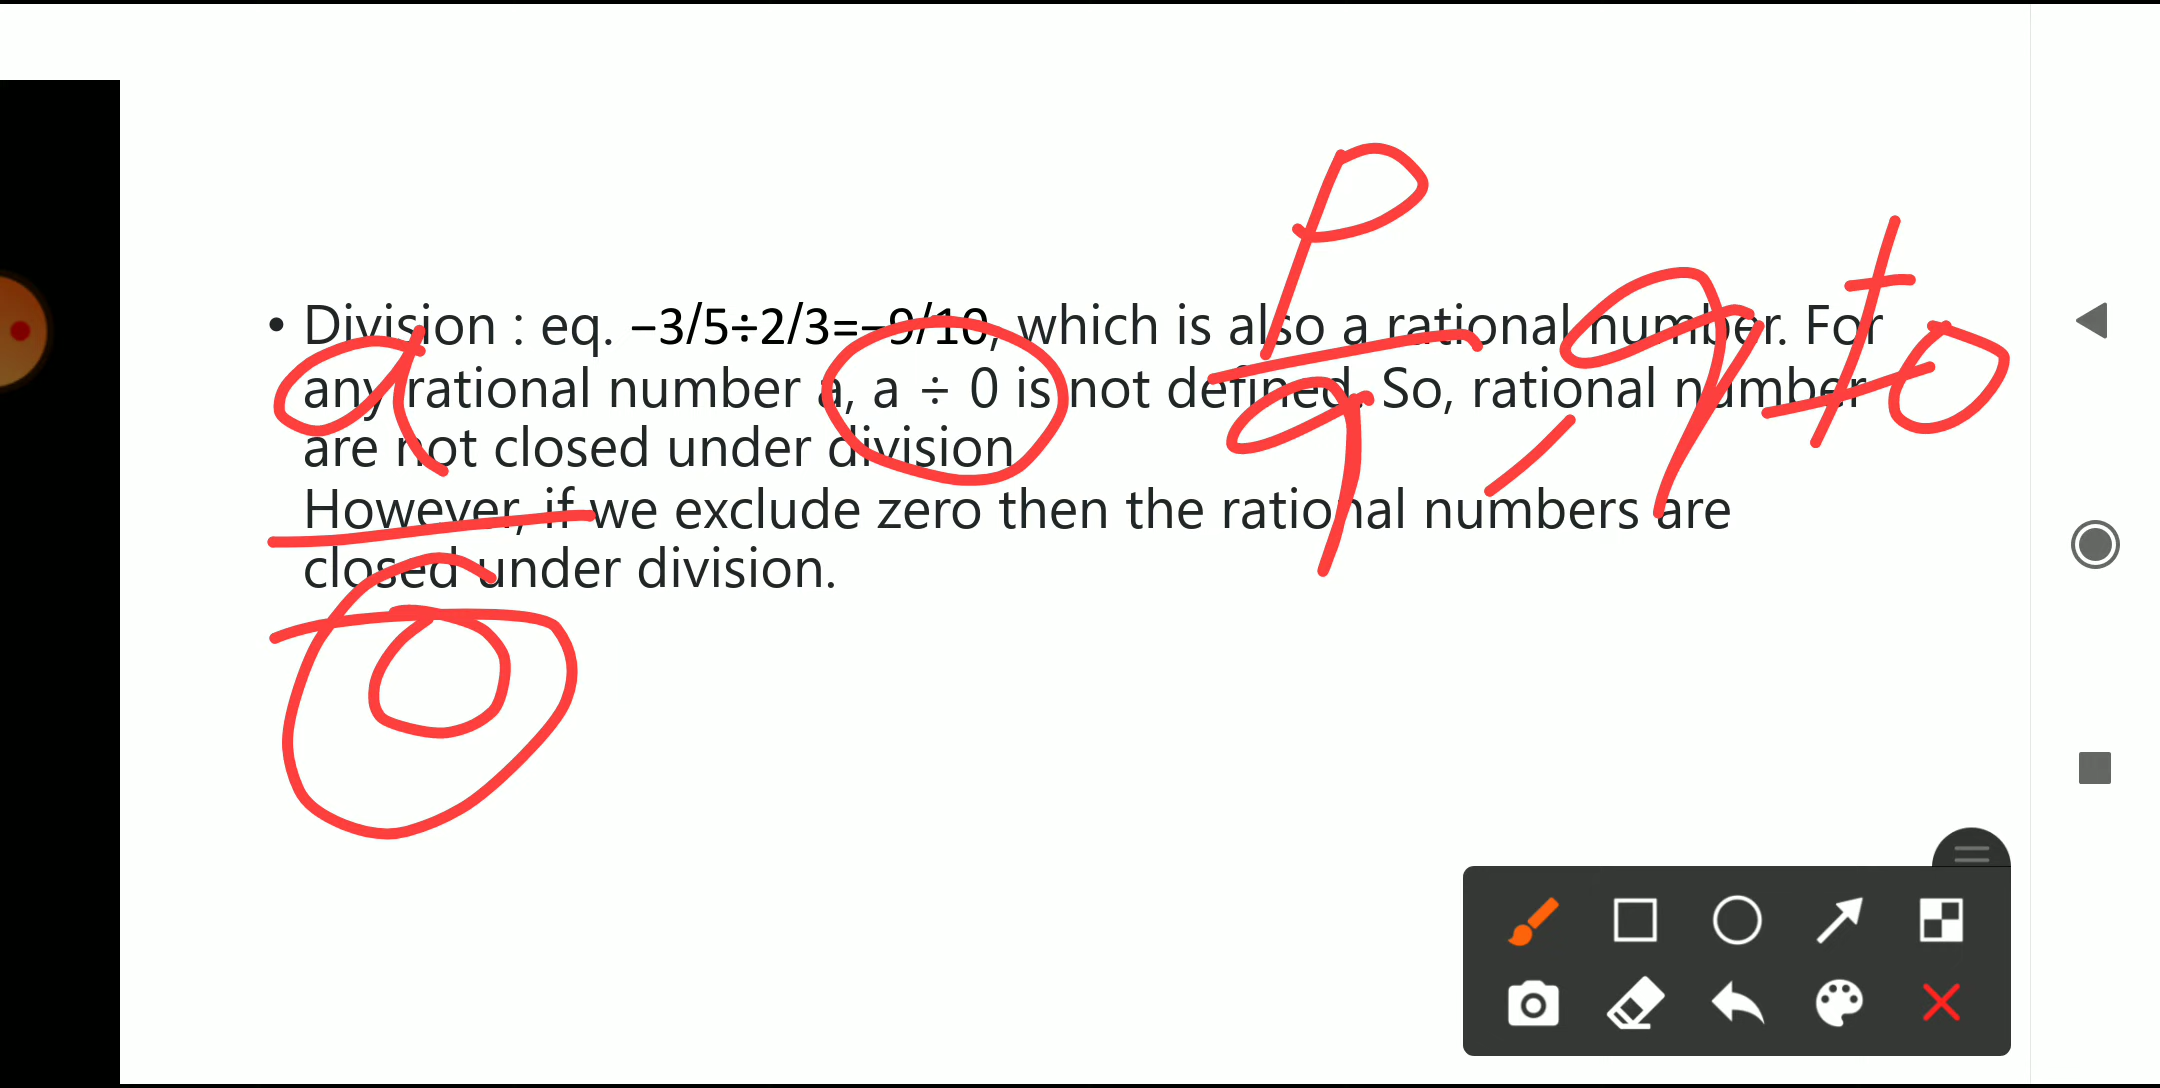 • Division : eq. −3/5÷2/3=−9/10, which is also a rational number. For
any rational number a, a ÷ 0 is not defined. So, rational number
are not closed under division
However, if we exclude zero then the rational numbers are
closed under division.
p/q, q ≠ 0
a/0